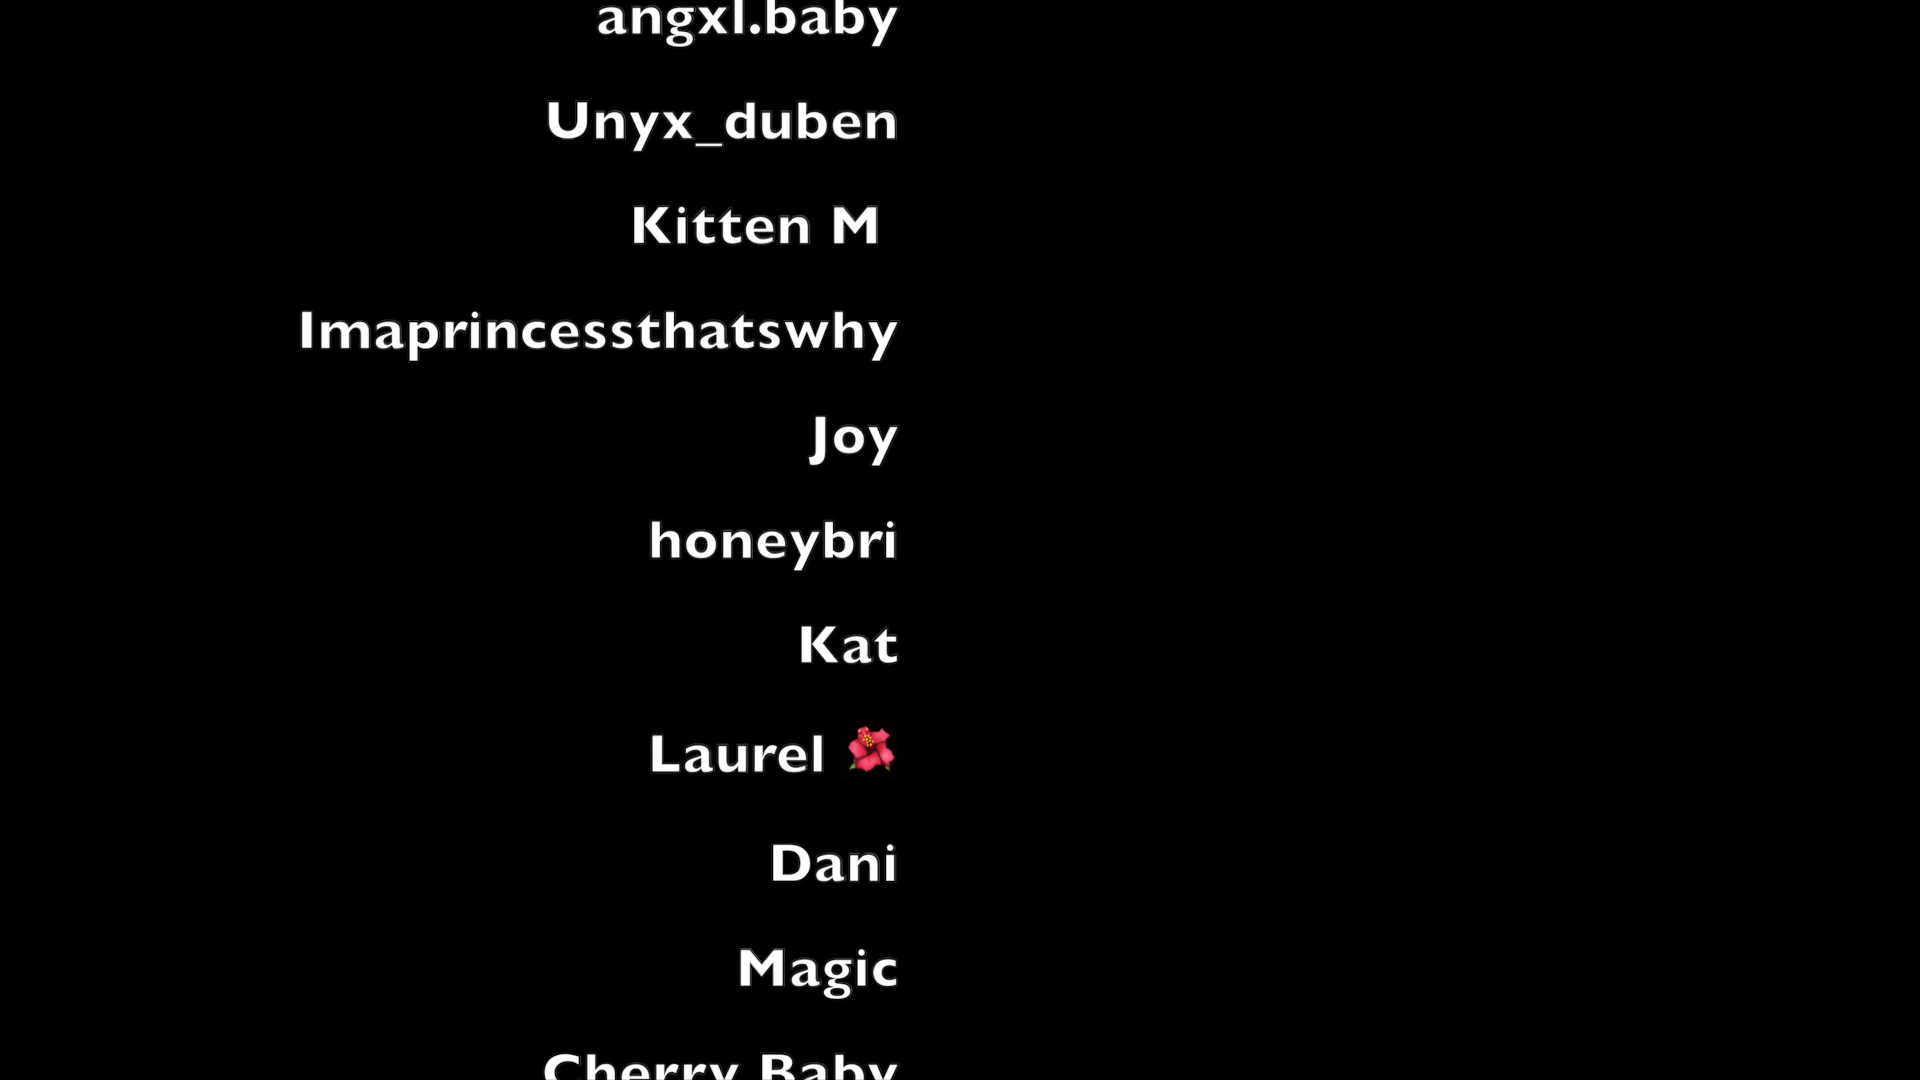 angxl.baby
Unyx_duben
Kitten M
Imaprincessthatswhy
Joy
honeybri
Kat
Laurel 🌺
Dani
Magic
Cherry Baby